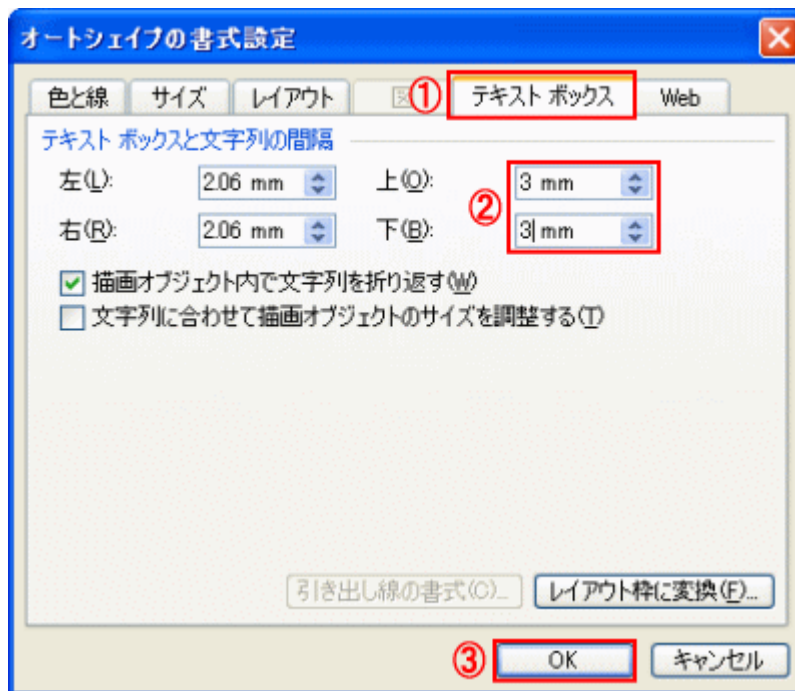 オートシェイプの書式設定
色と線 サイズ レイアウト ① テキスト ボックス Web
テキスト ボックスと文字列の間隔
左(L): 2.06 mm 上(O): 3 mm
②
右(R): 2.06 mm 下(B): 3 mm
描画オブジェクト内で文字列を折り返す(W)
文字列に合わせて描画オブジェクトのサイズを調整する(T)
引き出し線の書式(C)... レイアウト枠に変換(F)...
③ OK キャンセル